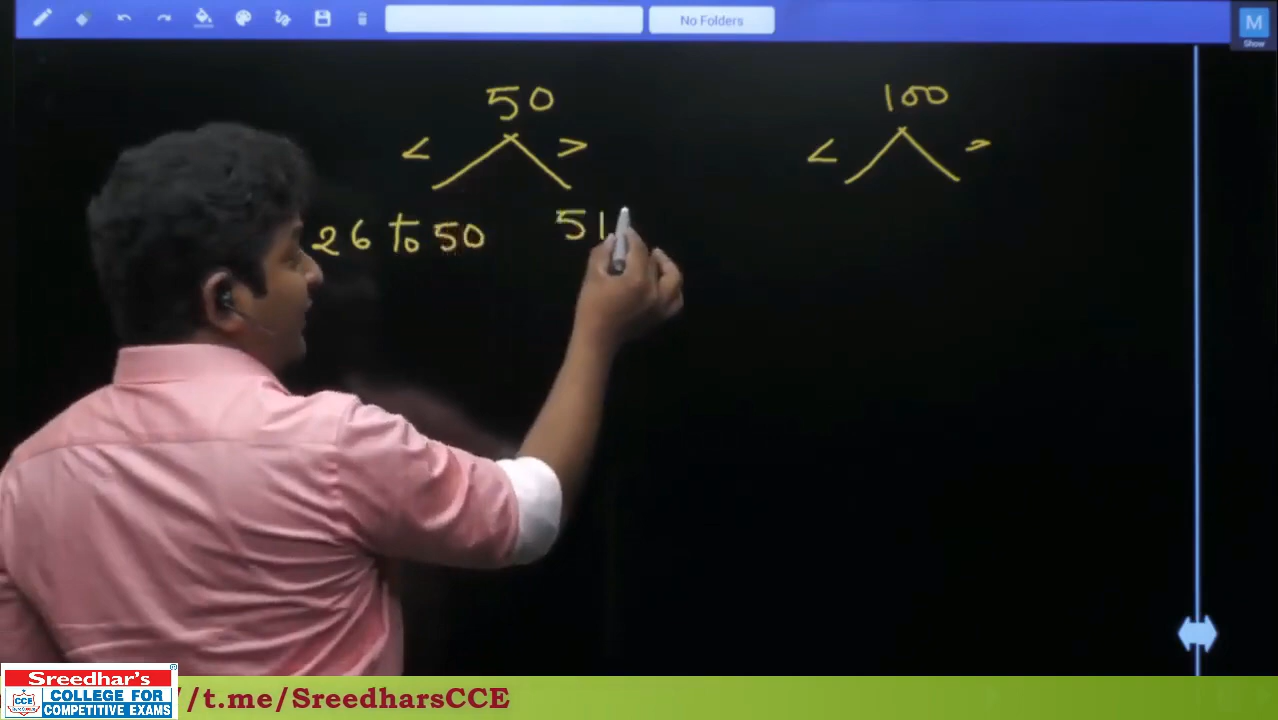 No Folders
M
Show
50
100
< >
< >
26 to 50
51
Sreedhar's
CCE
COLLEGE FOR
COMPETITIVE EXAMS
//t.me/SreedharsCCE